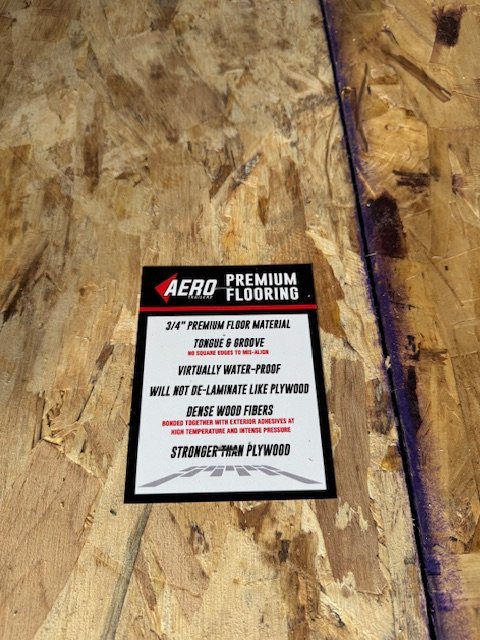 AERO
TRAILERS
PREMIUM
FLOORING
3/4" PREMIUM FLOOR MATERIAL
TONGUE & GROOVE
NO SQUARE EDGES TO MIS-ALIGN
VIRTUALLY WATER-PROOF
WILL NOT DE-LAMINATE LIKE PLYWOOD
DENSE WOOD FIBERS
BONDED TOGETHER WITH EXTERIOR ADHESIVES AT
HIGH TEMPERATURE AND INTENSE PRESSURE
STRONGER THAN PLYWOOD